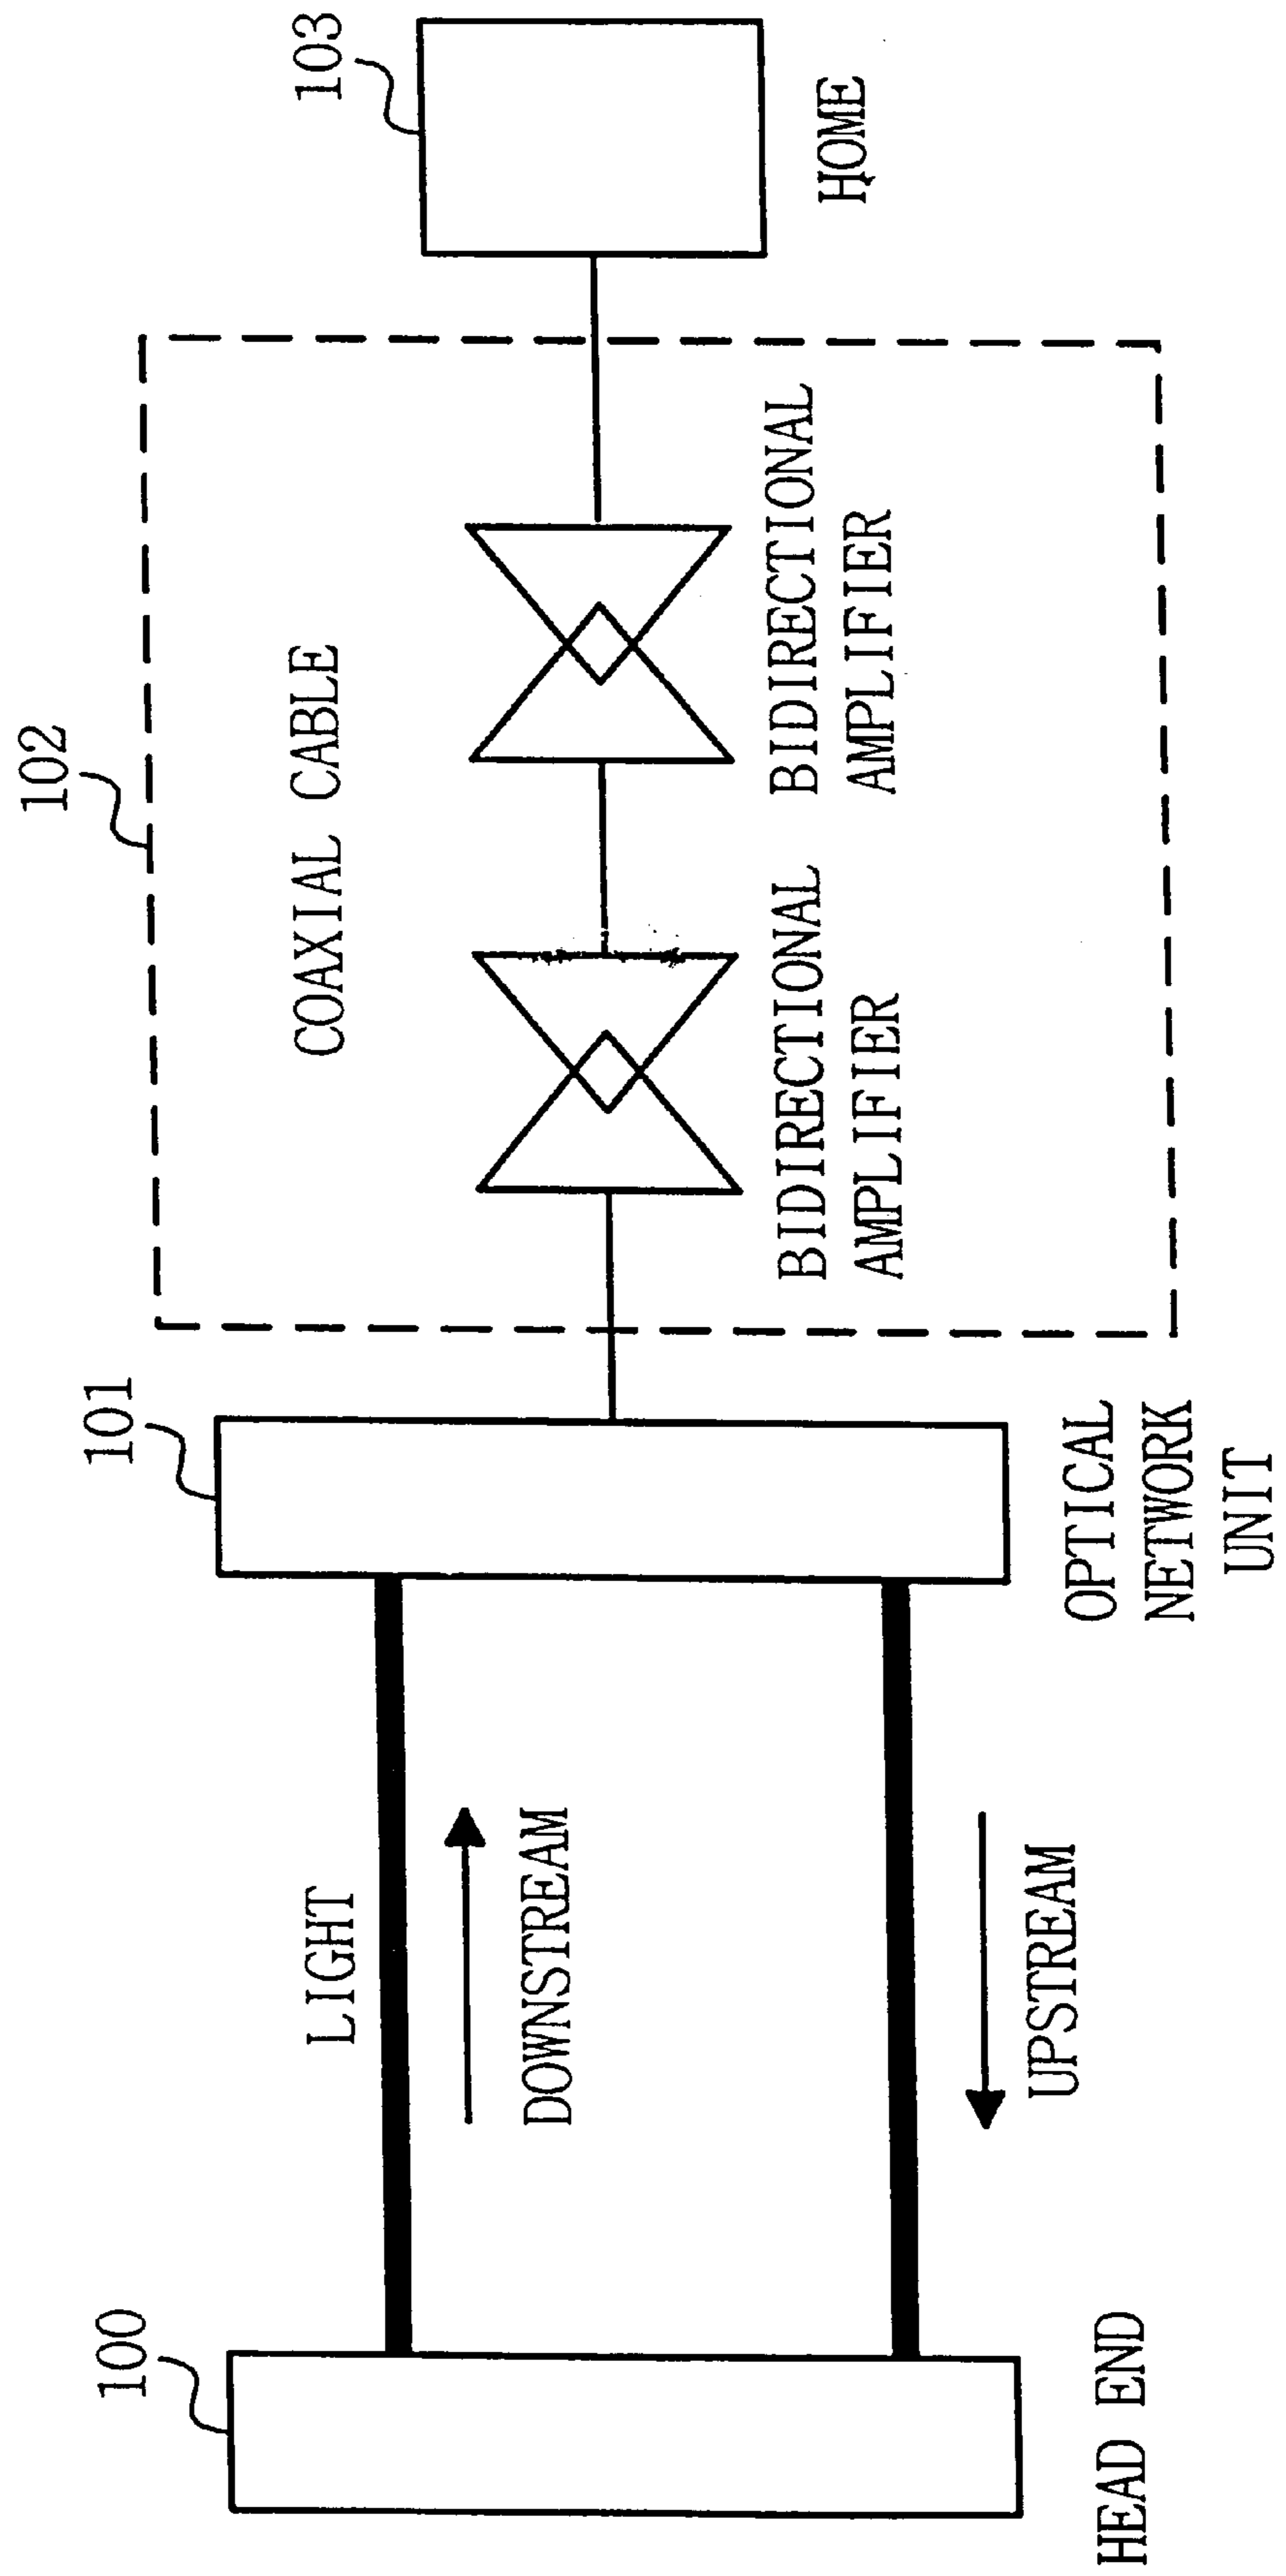 100
101
102
103
LIGHT
COAXIAL CABLE
DOWNSTREAM
UPSTREAM
BIDIRECTIONAL
AMPLIFIER
BIDIRECTIONAL
AMPLIFIER
HOME
HEAD END
OPTICAL
NETWORK
UNIT